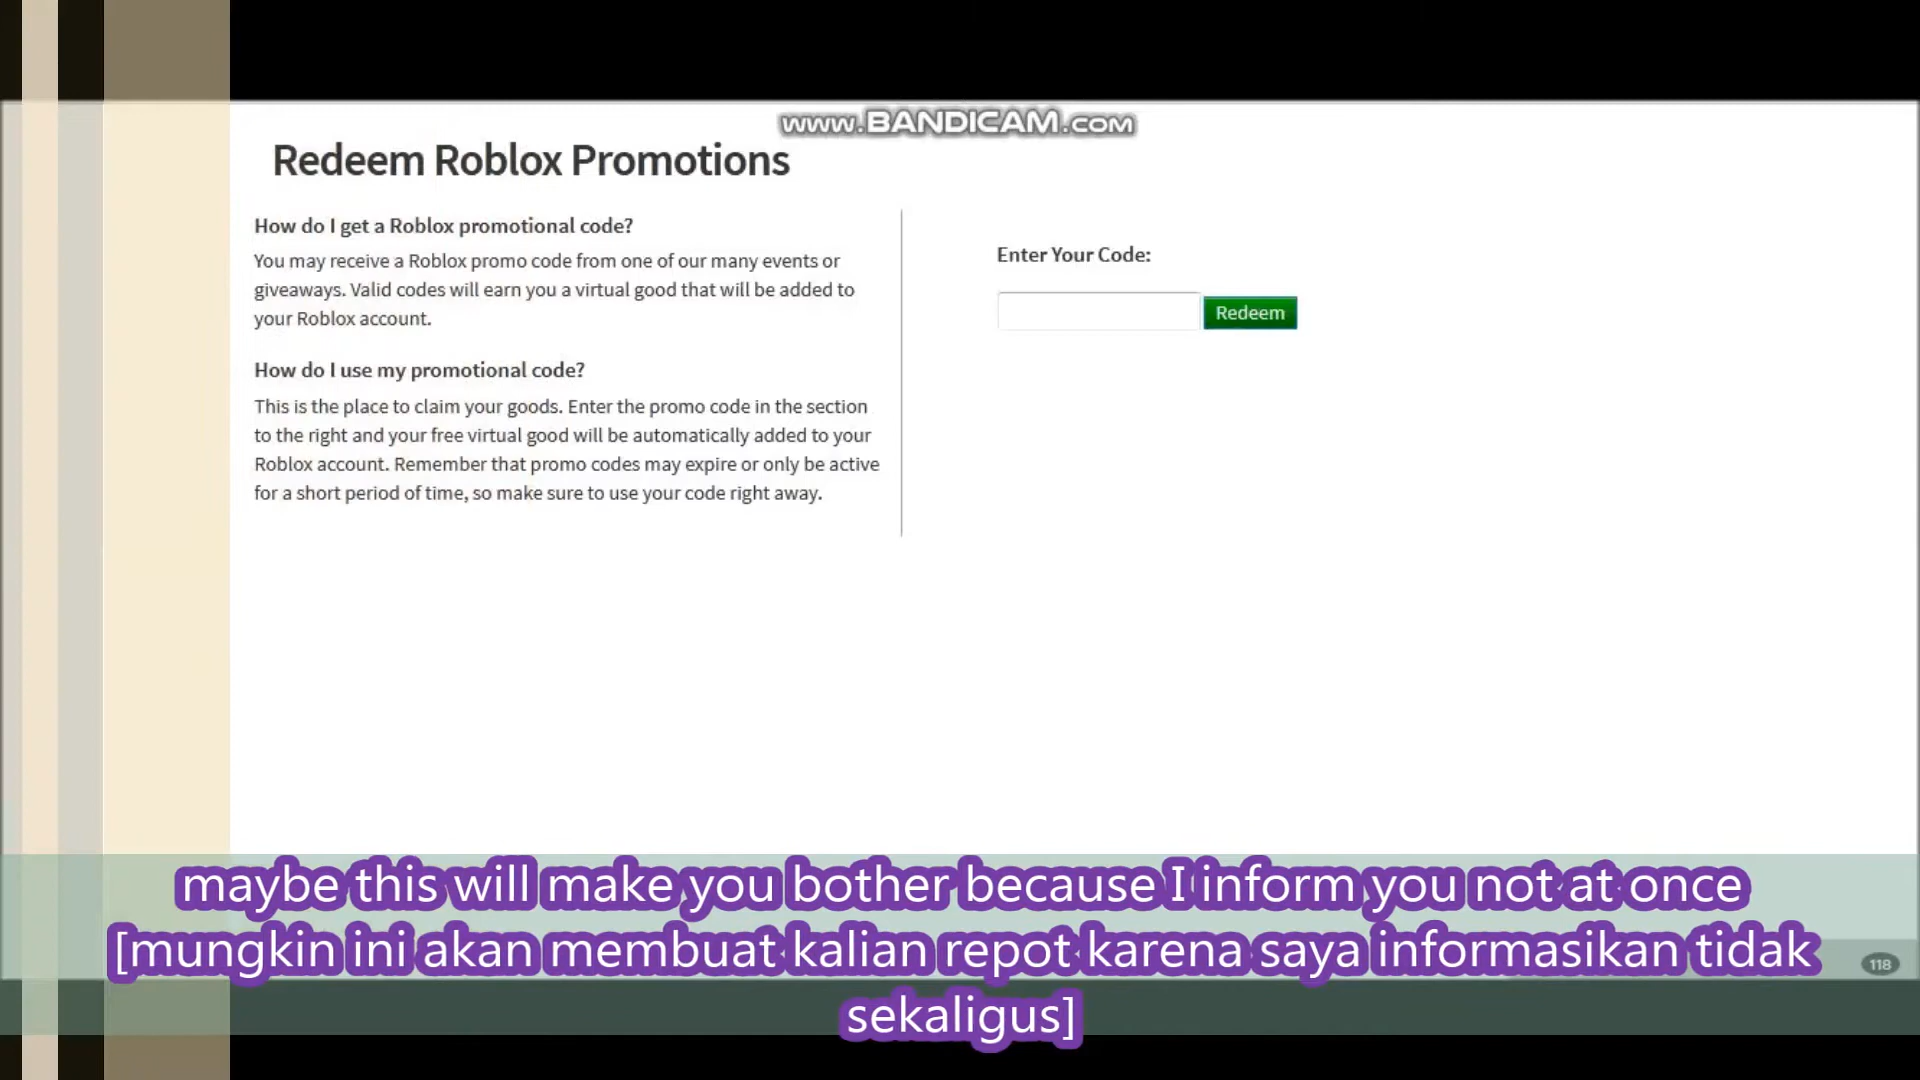 www.BANDICAM.com
Redeem Roblox Promotions
How do I get a Roblox promotional code?
You may receive a Roblox promo code from one of our many events or
giveaways. Valid codes will earn you a virtual good that will be added to
your Roblox account.
How do I use my promotional code?
This is the place to claim your goods. Enter the promo code in the section
to the right and your free virtual good will be automatically added to your
Roblox account. Remember that promo codes may expire or only be active
for a short period of time, so make sure to use your code right away.
Enter Your Code:
Redeem
maybe this will make you bother because I inform you not at once
[mungkin ini akan membuat kalian repot karena saya informasikan tidak
sekaligus]
118